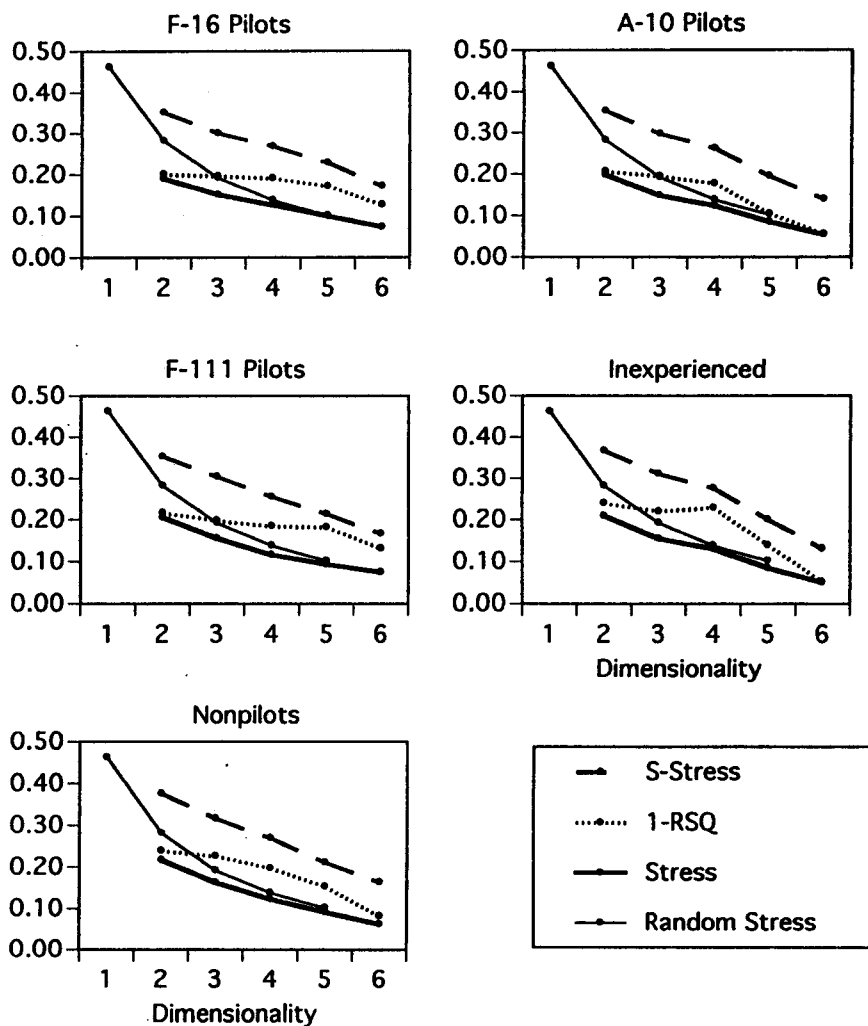 F-16 Pilots
0.50
0.40
0.30
0.20
0.10
0.00
1 2 3 4 5 6
A-10 Pilots
0.50
0.40
0.30
0.20
0.10
0.00
1 2 3 4 5 6
F-111 Pilots
0.50
0.40
0.30
0.20
0.10
0.00
1 2 3 4 5 6
Inexperienced
0.50
0.40
0.30
0.20
0.10
0.00
1 2 3 4 5 6
Dimensionality
Nonpilots
0.50
0.40
0.30
0.20
0.10
0.00
1 2 3 4 5 6
Dimensionality
S-Stress
1-RSQ
Stress
Random Stress